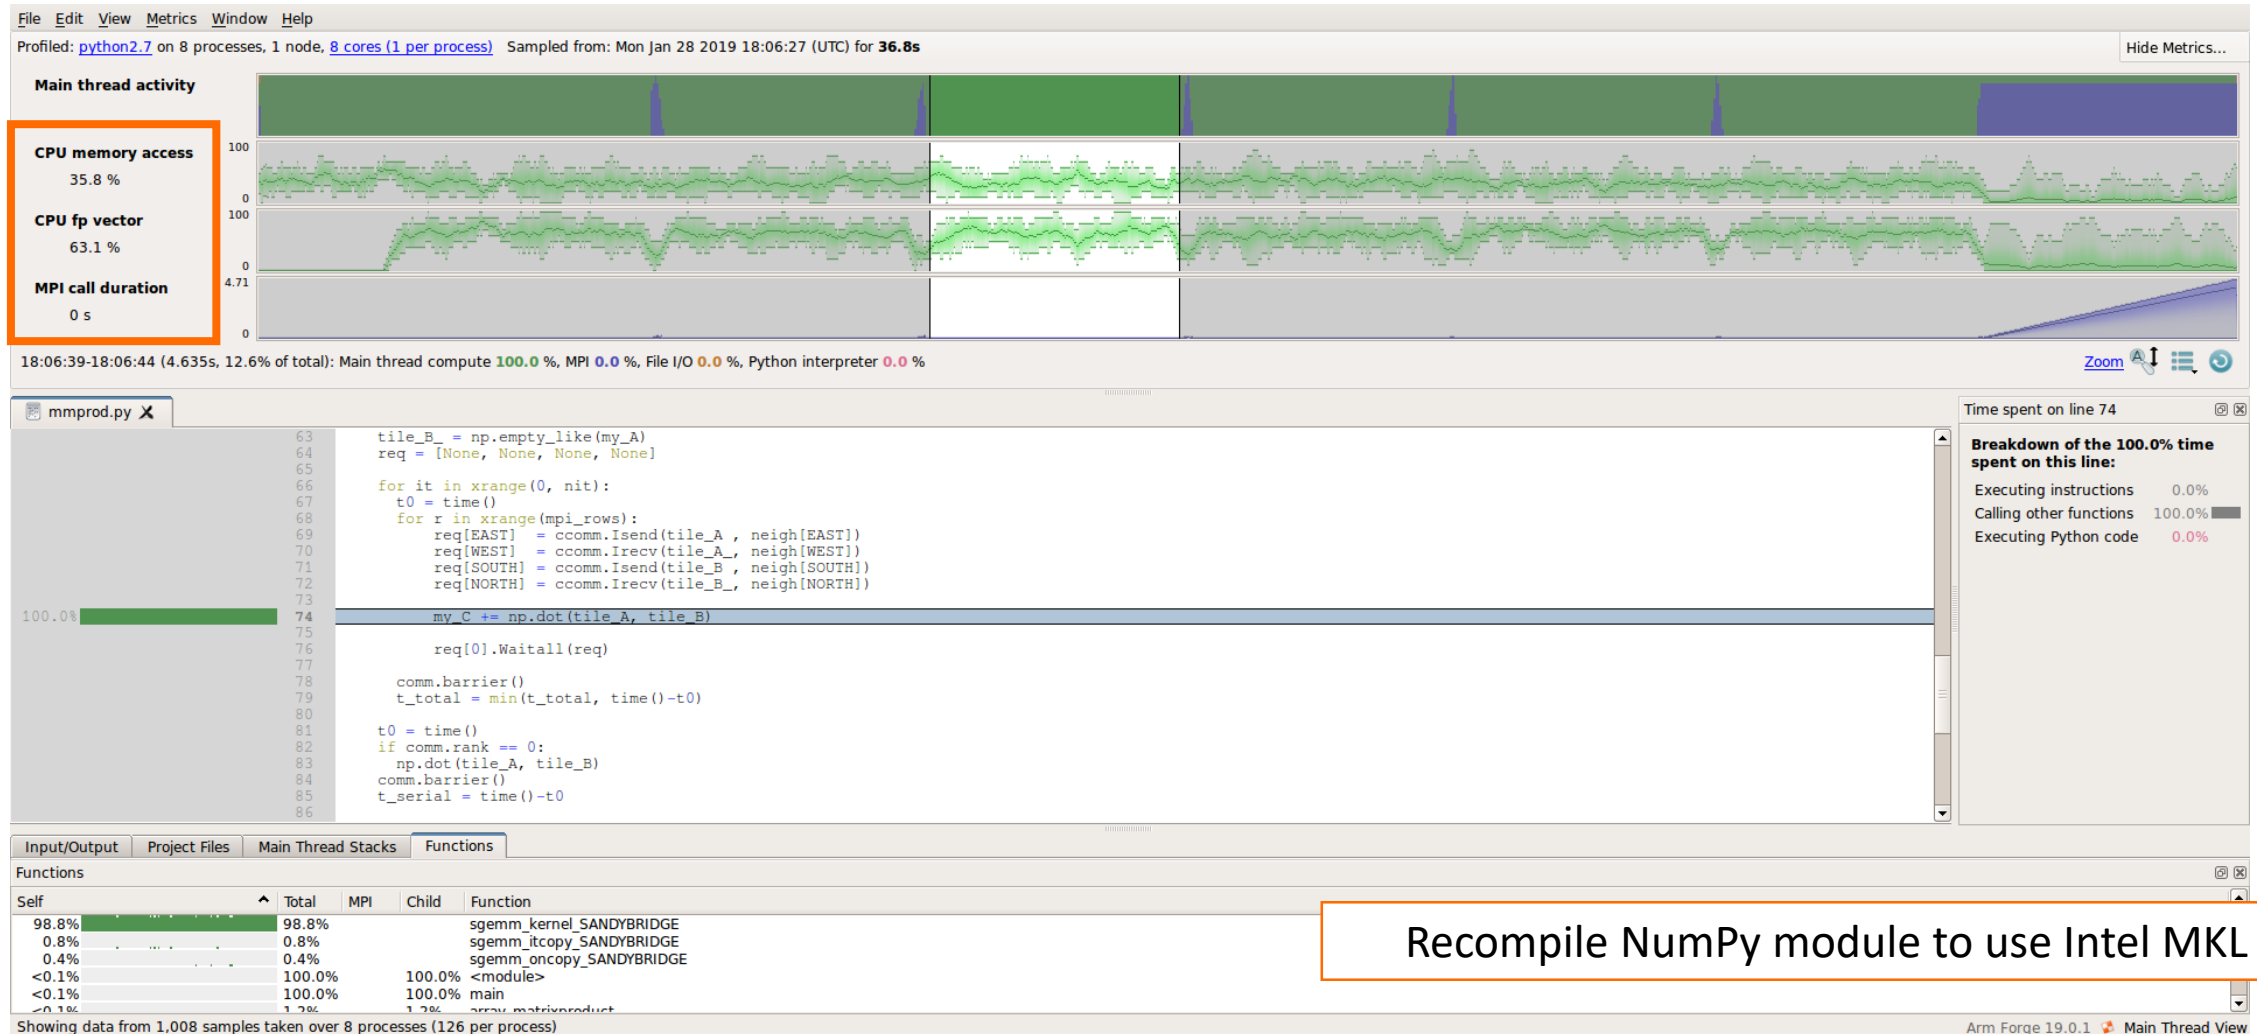 File Edit View Metrics Window Help
Profiled: python2.7 on 8 processes, 1 node, 8 cores (1 per process) Sampled from: Mon Jan 28 2019 18:06:27 (UTC) for 36.8s
Hide Metrics...
Main thread activity
CPU memory access
35.8 %
100
0
CPU fp vector
63.1 %
100
0
MPI call duration
0 s
4.71
0
18:06:39-18:06:44 (4.635s, 12.6% of total): Main thread compute 100.0 %, MPI 0.0 %, File I/O 0.0 %, Python interpreter 0.0 %
Zoom
mmprod.py
63 tile_B_ = np.empty_like(my_A)
64 req = [None, None, None, None]
65
66 for it in xrange(0, nit):
67 t0 = time()
68 for r in xrange(mpi_rows):
69 req[EAST] = ccomm.Isend(tile_A , neigh[EAST])
70 req[WEST] = ccomm.Irecv(tile_A_, neigh[WEST])
71 req[SOUTH] = ccomm.Isend(tile_B , neigh[SOUTH])
72 req[NORTH] = ccomm.Irecv(tile_B_, neigh[NORTH])
73
100.0% 74 my_C += np.dot(tile_A, tile_B)
75
76 req[0].Waitall(req)
77
78 comm.barrier()
79 t_total = min(t_total, time()-t0)
80
81 t0 = time()
82 if comm.rank == 0:
83 np.dot(tile_A, tile_B)
84 comm.barrier()
85 t_serial = time()-t0
86
Time spent on line 74
Breakdown of the 100.0% time
spent on this line:
Executing instructions 0.0%
Calling other functions 100.0%
Executing Python code 0.0%
Input/Output Project Files Main Thread Stacks Functions
Functions
Self Total MPI Child Function
98.8% 98.8% sgemm_kernel_SANDYBRIDGE
0.8% 0.8% sgemm_itcopy_SANDYBRIDGE
0.4% 0.4% sgemm_oncopy_SANDYBRIDGE
<0.1% 100.0% 100.0% <module>
<0.1% 100.0% 100.0% main
<0.1% 1.2% 1.2% array_matrixproduct
Recompile NumPy module to use Intel MKL
Showing data from 1,008 samples taken over 8 processes (126 per process)
Arm Forge 19.0.1 Main Thread View